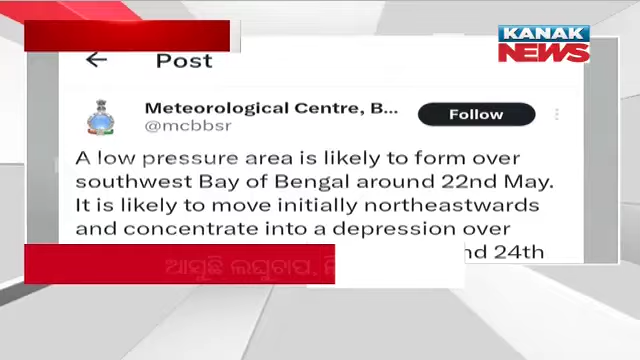 KANAK
NEWS
Post
Meteorological Centre, B...
@mcbbsr
Follow
A low pressure area is likely to form over
southwest Bay of Bengal around 22nd May.
It is likely to move initially northeastwards
and concentrate into a depression over
nd 24th
ଆସୁଛି ଲଘୁଚାପ,